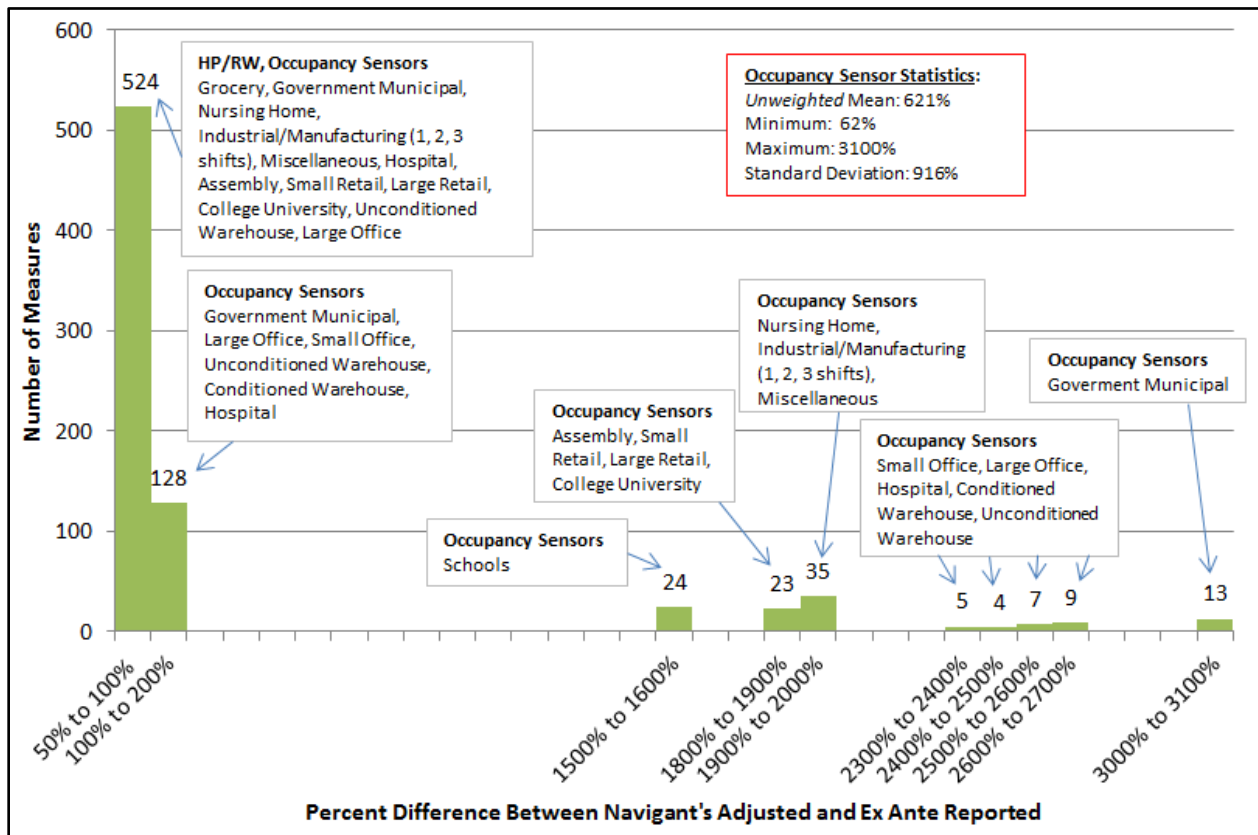 600
500
400
300
200
100
0
Number of Measures
524
HP/RW, Occupancy Sensors
Grocery, Government Municipal,
Nursing Home,
Industrial/Manufacturing (1, 2, 3
shifts), Miscellaneous, Hospital,
Assembly, Small Retail, Large Retail,
College University, Unconditioned
Warehouse, Large Office
Occupancy Sensor Statistics:
Unweighted Mean: 621%
Minimum: 62%
Maximum: 3100%
Standard Deviation: 916%
128
Occupancy Sensors
Government Municipal,
Large Office, Small Office,
Unconditioned Warehouse,
Conditioned Warehouse,
Hospital
Occupancy Sensors
Schools
24
Occupancy Sensors
Assembly, Small
Retail, Large Retail,
College University
23
Occupancy Sensors
Nursing Home,
Industrial/Manufacturing
(1, 2, 3 shifts),
Miscellaneous
35
Occupancy Sensors
Small Office, Large Office,
Hospital, Conditioned
Warehouse, Unconditioned
Warehouse
5
4
7
9
Occupancy Sensors
Goverment Municipal
13
50% to 100%
100% to 200%
1500% to 1600%
1800% to 1900%
1900% to 2000%
2300% to 2400%
2400% to 2500%
2500% to 2600%
2600% to 2700%
3000% to 3100%
Percent Difference Between Navigant's Adjusted and Ex Ante Reported